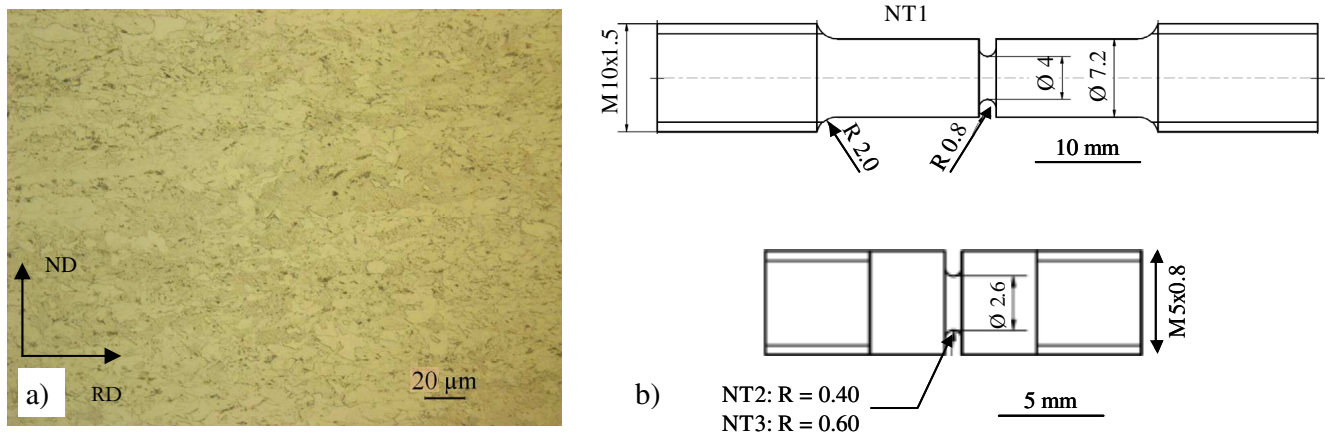 ND
RD
20 µm
a)
NT1
M10x1.5
R 2.0
R 0.8
Ø 4
Ø 7.2
10 mm
Ø 2.6
M5x0.8
NT2: R = 0.40
NT3: R = 0.60
5 mm
b)